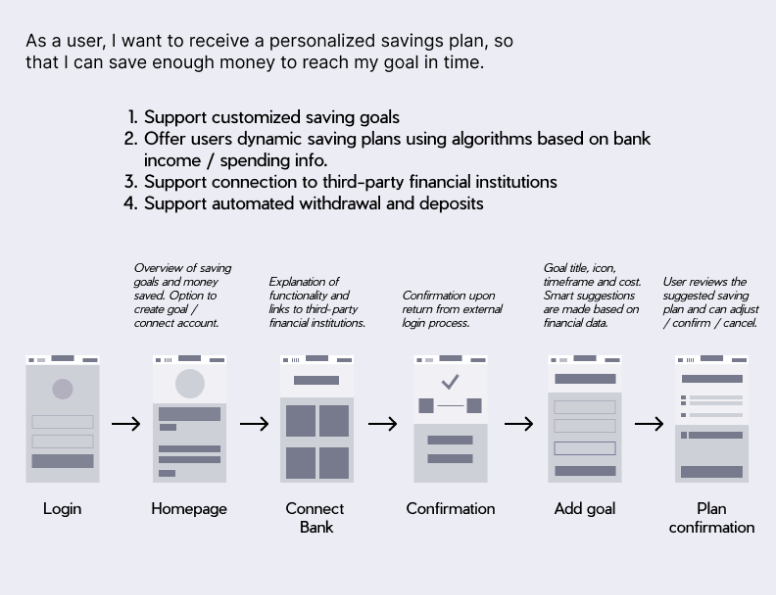 As a user, I want to receive a personalized savings plan, so
that I can save enough money to reach my goal in time.
1. Support customized saving goals
2. Offer users dynamic saving plans using algorithms based on bank
income / spending info.
3. Support connection to third-party financial institutions
4. Support automated withdrawal and deposits
Overview of saving
goals and money
saved. Option to
create goal /
connect account.
Explanation of
functionality and
links to third-party
financial institutions.
Confirmation upon
return from external
login process.
Goal title, icon,
timeframe and cost.
Smart suggestions
are made based on
financial data.
User reviews the
suggested saving
plan and can adjust
/ confirm / cancel.
Login
Homepage
Connect
Bank
Confirmation
Add goal
Plan
confirmation